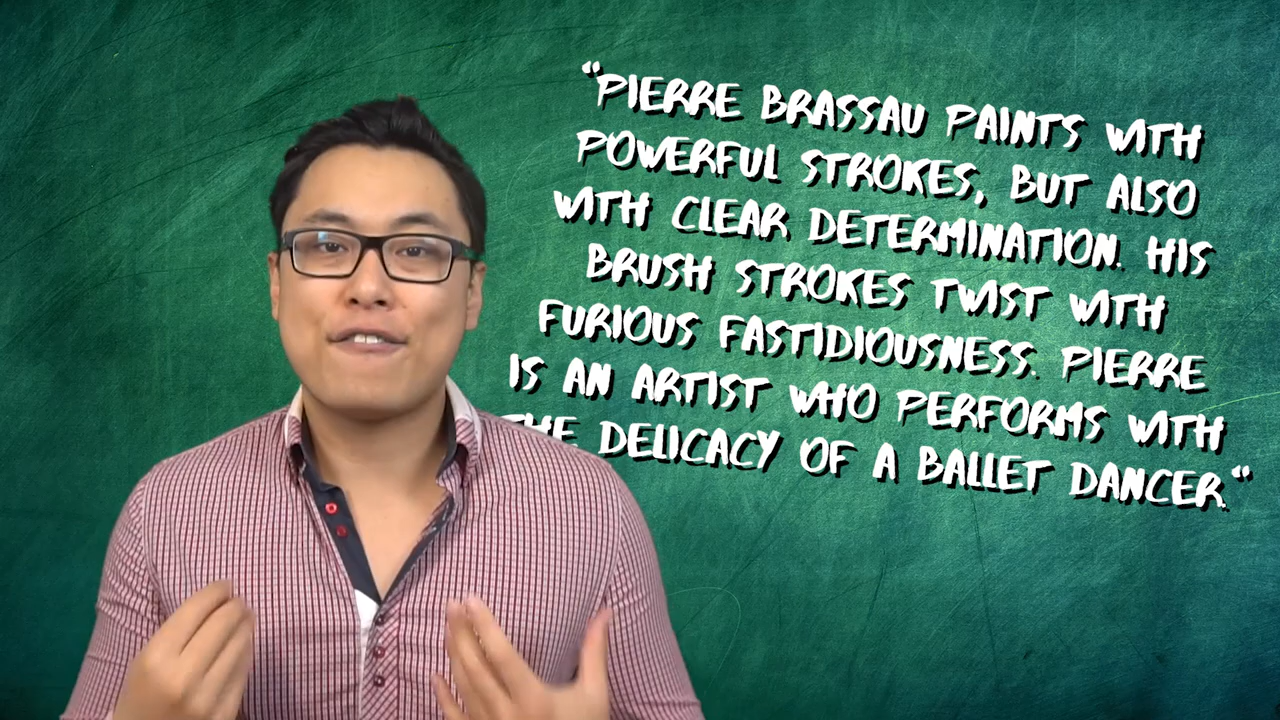 “PIERRE BRASSAU PAINTS WITH
POWERFUL STROKES, BUT ALSO
WITH CLEAR DETERMINATION. HIS
BRUSH STROKES TWIST WITH
FURIOUS FASTIDIOUSNESS. PIERRE
IS AN ARTIST WHO PERFORMS WITH
THE DELICACY OF A BALLET DANCER.“